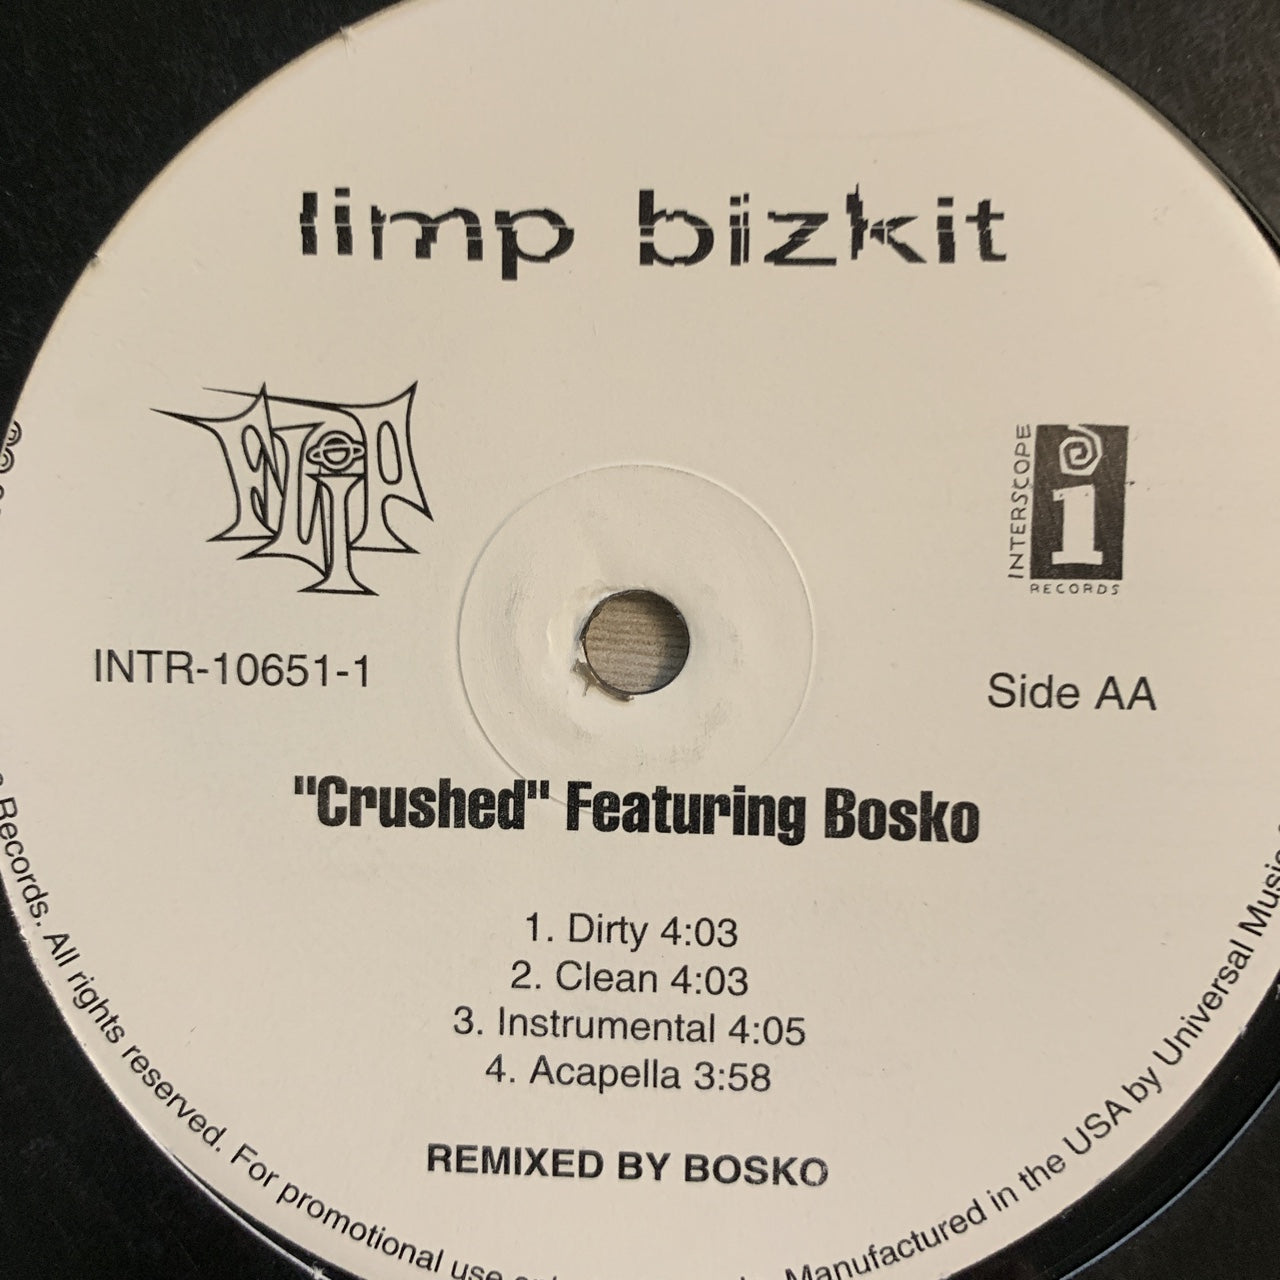 limp bizkit
FLIP
INTERSCOPE
i
RECORDS
INTR-10651-1
Side AA
"Crushed" Featuring Bosko
1. Dirty 4:03
2. Clean 4:03
3. Instrumental 4:05
4. Acapella 3:58
REMIXED BY BOSKO
Records. All rights reserved. For promotional use
Manufactured in the USA by Universal Music